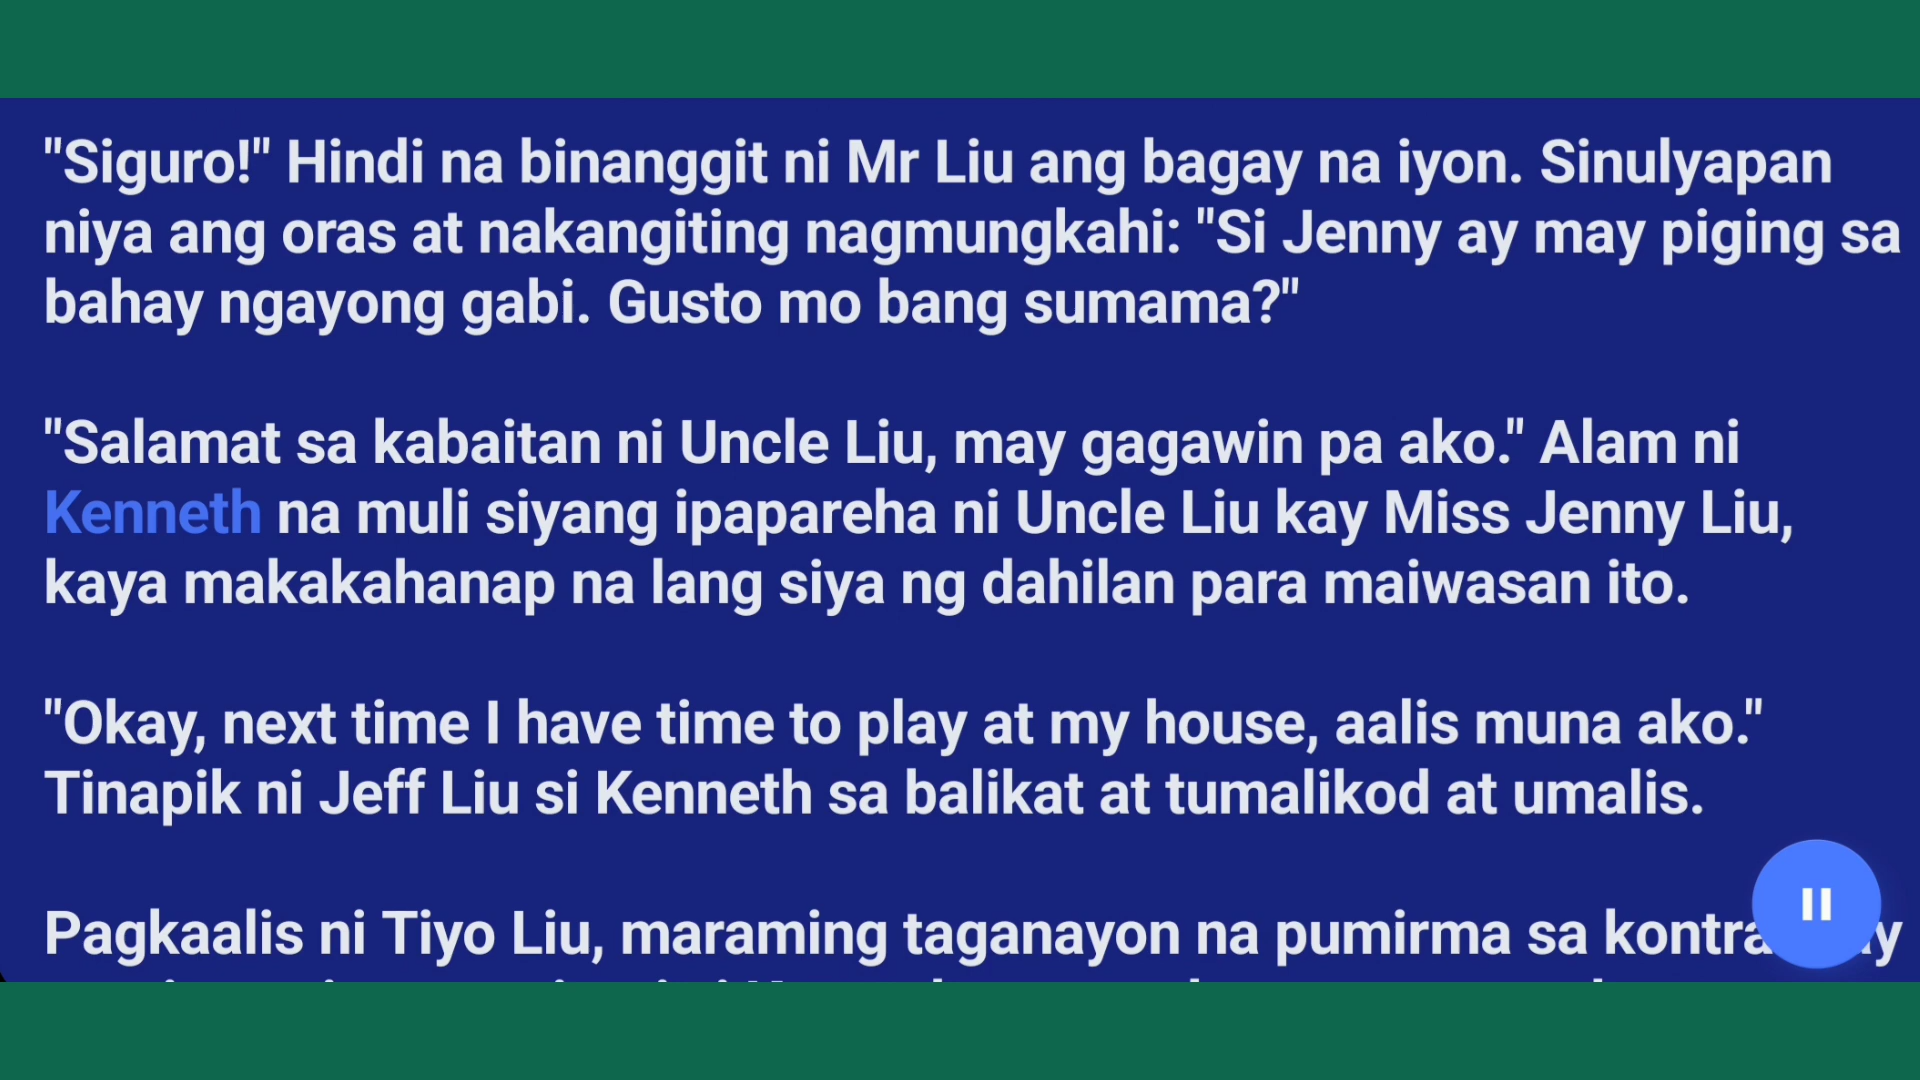 "Siguro!" Hindi na binanggit ni Mr Liu ang bagay na iyon. Sinulyapan
niya ang oras at nakangiting nagmungkahi: "Si Jenny ay may piging sa
bahay ngayong gabi. Gusto mo bang sumama?"
"Salamat sa kabaitan ni Uncle Liu, may gagawin pa ako." Alam ni
Kenneth na muli siyang ipapareha ni Uncle Liu kay Miss Jenny Liu,
kaya makakahanap na lang siya ng dahilan para maiwasan ito.
"Okay, next time I have time to play at my house, aalis muna ako."
Tinapik ni Jeff Liu si Kenneth sa balikat at tumalikod at umalis.
Pagkaalis ni Tiyo Liu, maraming taganayon na pumirma sa